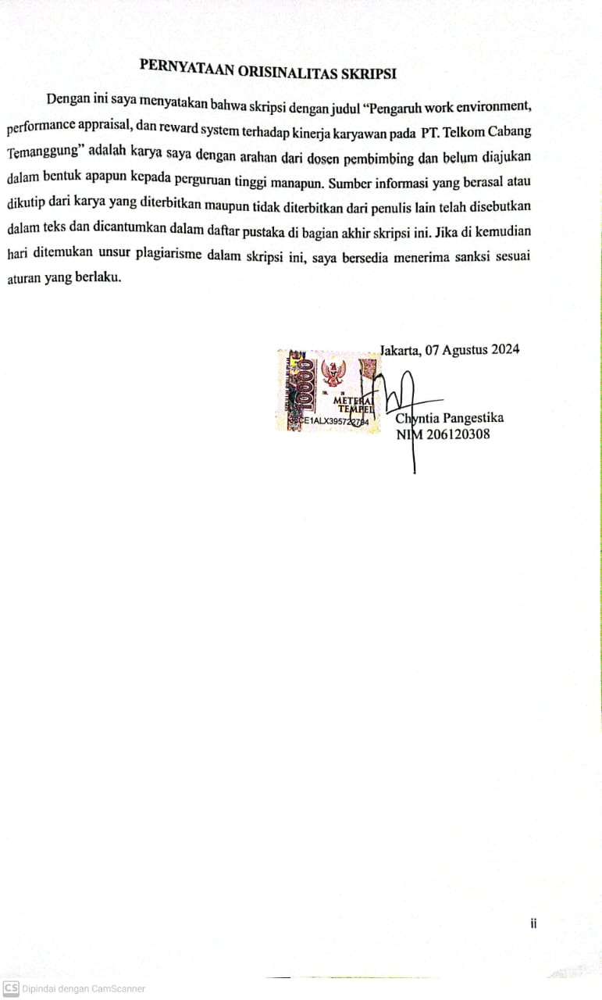 PERNYATAAN ORISINALITAS SKRIPSI
Dengan ini saya menyatakan bahwa skripsi dengan judul “Pengaruh work environment,
performance appraisal, dan reward system terhadap kinerja karyawan pada PT. Telkom Cabang
Temanggung” adalah karya saya dengan arahan dari dosen pembimbing dan belum diajukan
dalam bentuk apapun kepada perguruan tinggi manapun. Sumber informasi yang berasal atau
dikutip dari karya yang diterbitkan maupun tidak diterbitkan dari penulis lain telah disebutkan
dalam teks dan dicantumkan dalam daftar pustaka di bagian akhir skripsi ini. Jika di kemudian
hari ditemukan unsur plagiarisme dalam skripsi ini, saya bersedia menerima sanksi sesuai
aturan yang berlaku.
Jakarta, 07 Agustus 2024
10000
METERAI
TEMPEL
Chyntia Pangestika
NIM 206120308
ii
CS Dipindai dengan CamScanner